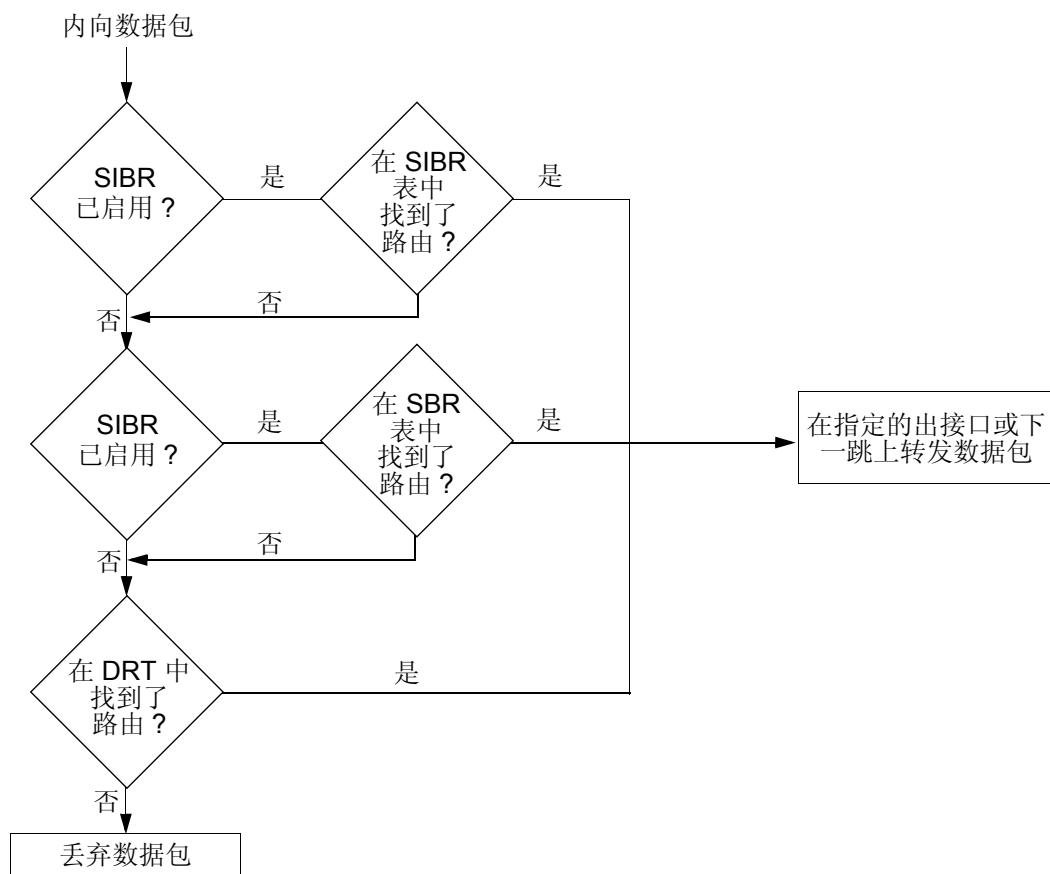 内向数据包
SIBR
已启用?
是
在 SIBR
表中
找到了
路由?
是
否
否
SIBR
已启用?
是
在 SBR
表中
找到了
路由?
是
在指定的出接口或下
一跳上转发数据包
否
否
在 DRT 中
找到了
路由?
是
否
丢弃数据包